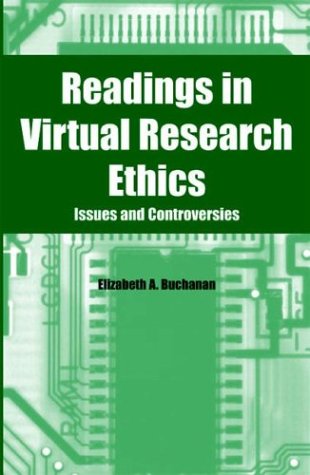 Readings in
Virtual Research
Ethics
Issues and Controversies
Elizabeth A. Buchanan